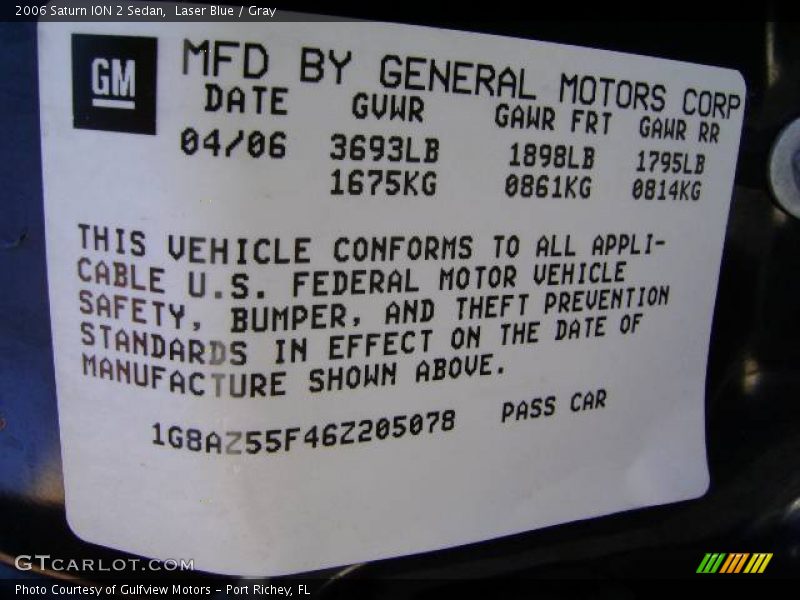 2006 Saturn ION 2 Sedan,  Laser Blue / Gray
GM
MFD BY GENERAL MOTORS CORP
DATE GVWR GAWR FRT GAWR RR
04/06 3693LB 1898LB 1795LB
1675KG 0861KG 0814KG
THIS VEHICLE CONFORMS TO ALL APPLI-
CABLE U.S. FEDERAL MOTOR VEHICLE
SAFETY, BUMPER, AND THEFT PREVENTION
STANDARDS IN EFFECT ON THE DATE OF
MANUFACTURE SHOWN ABOVE.
1G8AZ55F46Z205078 PASS CAR
GTCARLOT.COM
Photo Courtesy of Gulfview Motors - Port Richey, FL